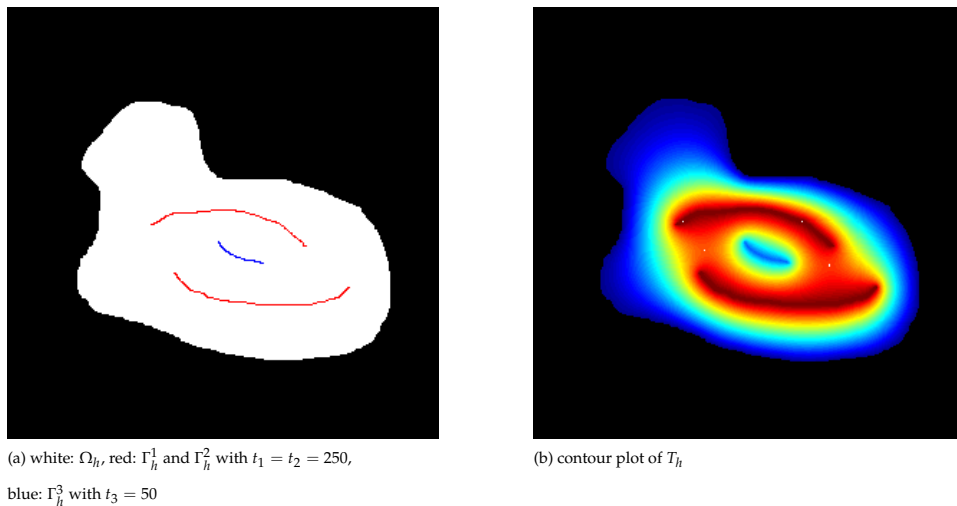 (a) white: Ωₕ, red: Γₕ¹ and Γₕ² with t₁ = t₂ = 250,
blue: Γₕ³ with t₃ = 50
(b) contour plot of Tₕ